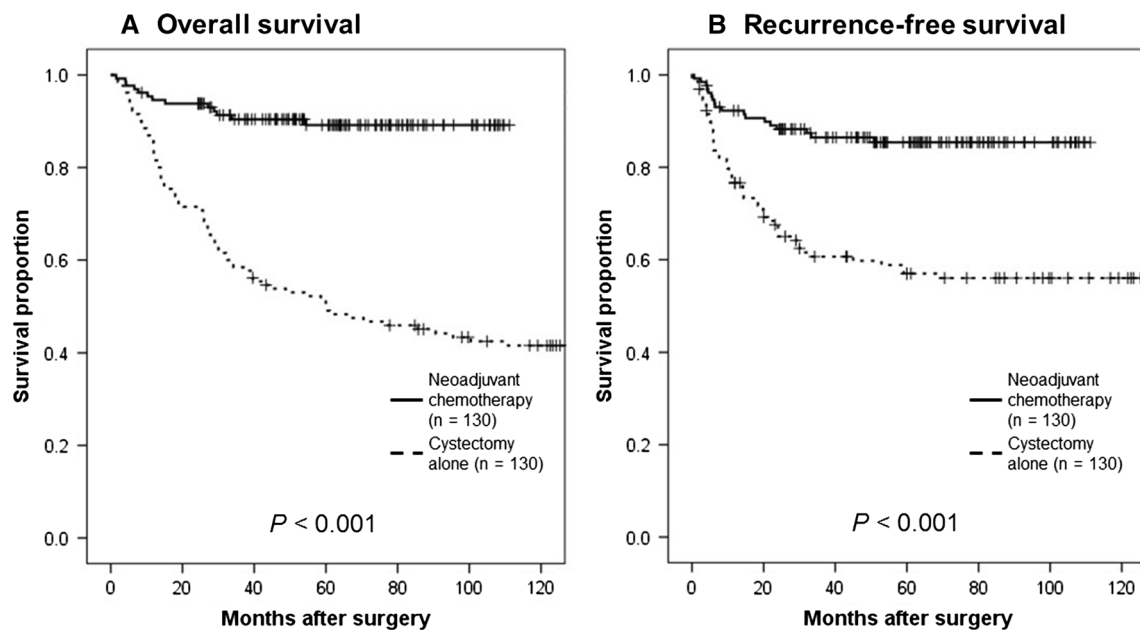 A Overall survival
Survival proportion
1.0
0.8
0.6
0.4
0.2
0.0
Neoadjuvant
chemotherapy
(n = 130)
Cystectomy
alone (n = 130)
P < 0.001
0 20 40 60 80 100 120
Months after surgery
B Recurrence-free survival
Survival proportion
1.0
0.8
0.6
0.4
0.2
0.0
Neoadjuvant
chemotherapy
(n = 130)
Cystectomy
alone (n = 130)
P < 0.001
0 20 40 60 80 100 120
Months after surgery